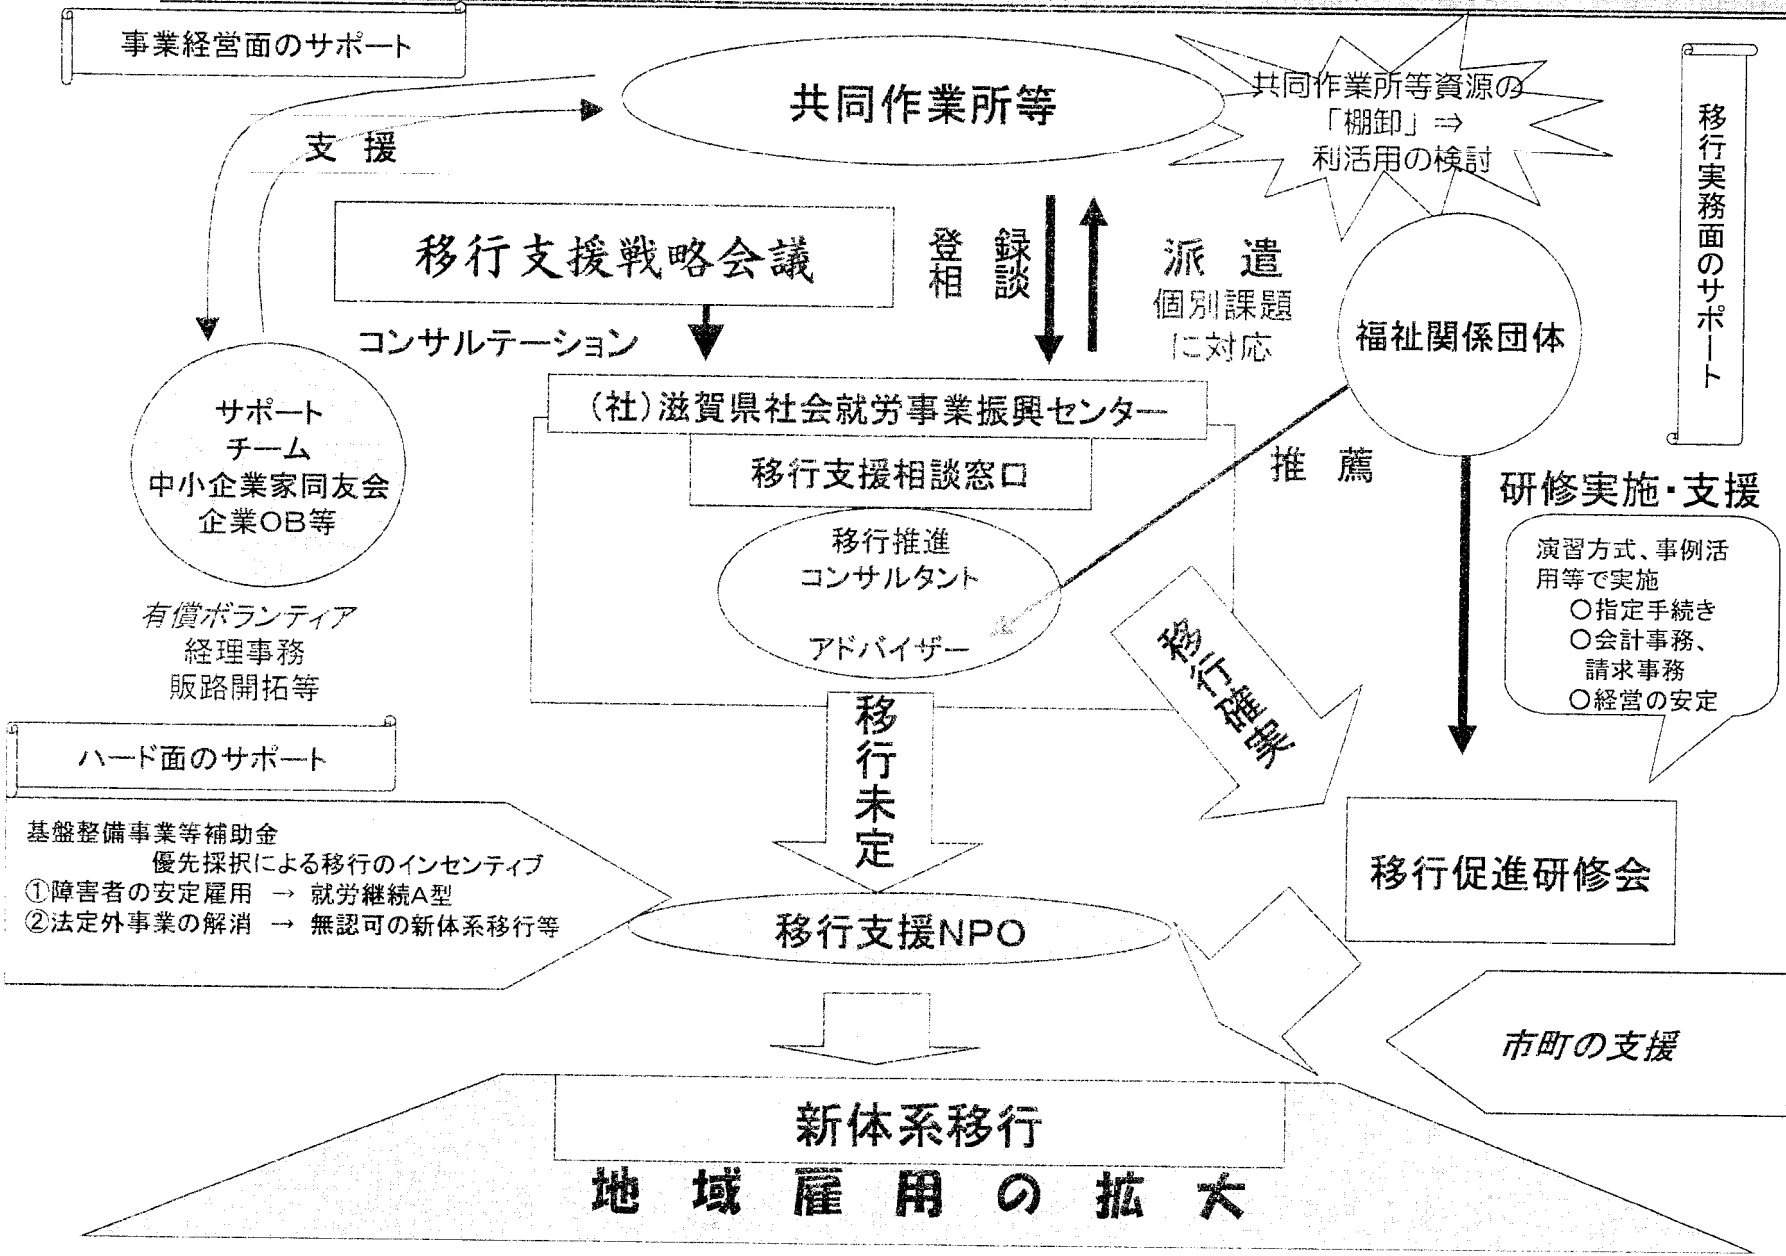 事業経営面のサポート
共同作業所等
共同作業所等資源の
「棚卸」⇒
利活用の検討
移行実務面のサポート
支 援
移行支援戦略会議
登 録
相 談
派 遣
個別課題
に対応
福祉関係団体
コンサルテーション
サポート
チーム
中小企業家同友会
企業OB等
(社)滋賀県社会就労事業振興センター
移行支援相談窓口
移行推進
コンサルタント
アドバイザー
推 薦
研修実施・支援
演習方式、事例活
用等で実施
○指定手続き
○会計事務、
請求事務
○経営の安定
有償ボランティア
経理事務
販路開拓等
移行未定
移行確実
ハード面のサポート
基盤整備事業等補助金
優先採択による移行のインセンティブ
①障害者の安定雇用 → 就労継続A型
②法定外事業の解消 → 無認可の新体系移行等
移行支援NPO
移行促進研修会
市町の支援
新体系移行
地 域 雇 用 の 拡 大